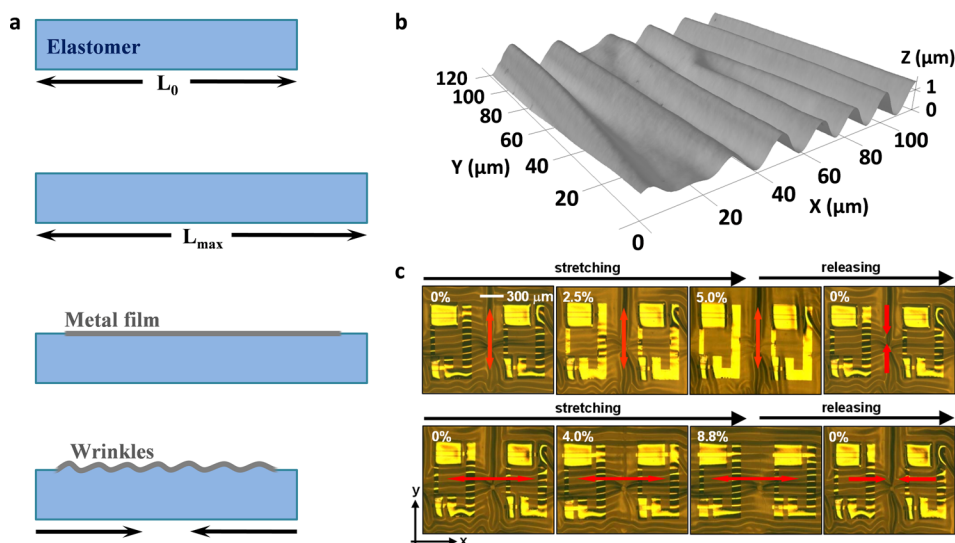 a
Elastomer
L₀
Lmax
Metal film
Wrinkles
b
Z (µm)
1
0
120
100
80
60
40
20
Y (µm)
0
20
40
60
80
100
X (µm)
c
stretching
releasing
0%
300 µm
2.5%
5.0%
0%
stretching
releasing
0%
4.0%
8.8%
0%
y
x